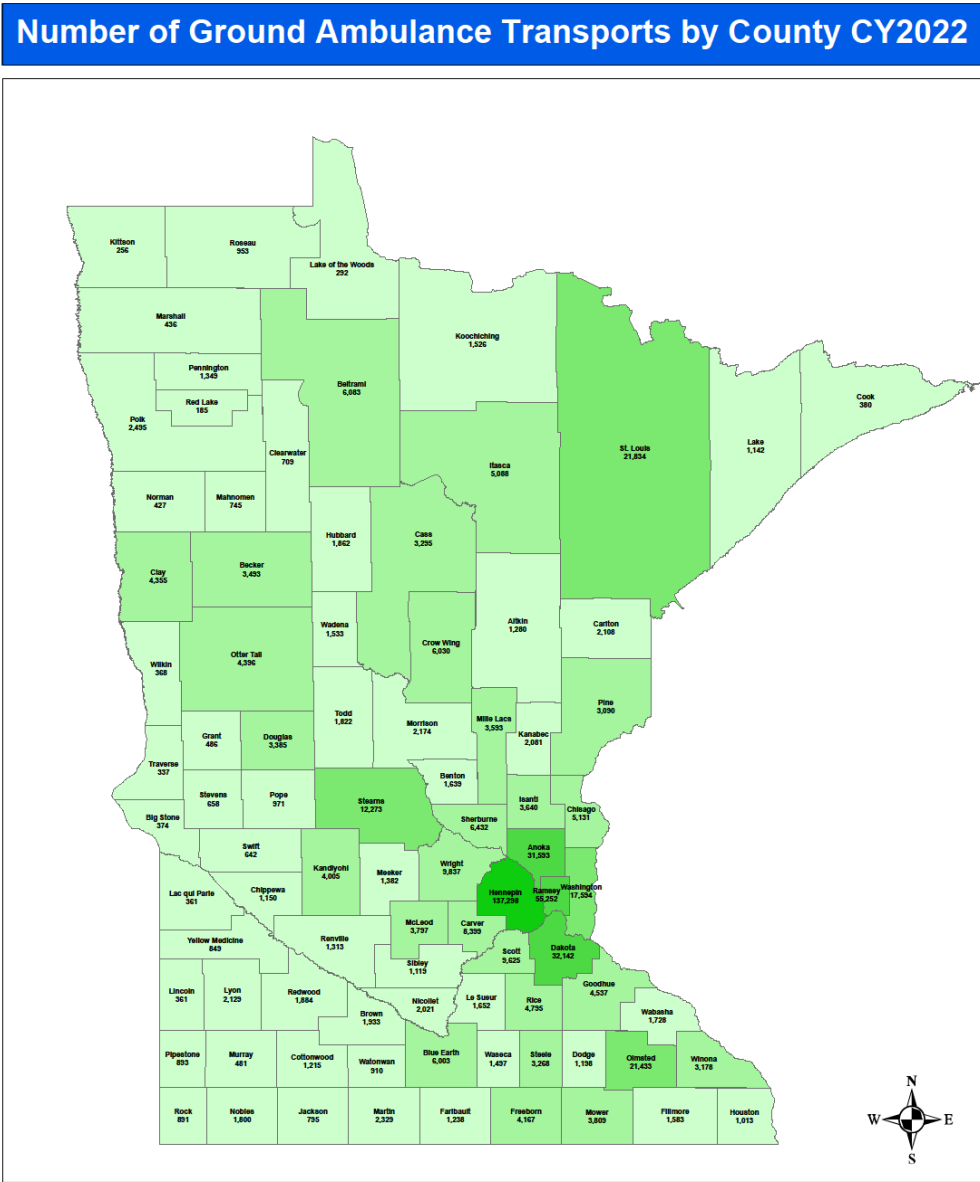 Number of Ground Ambulance Transports by County CY2022
Kittson
256
Roseau
953
Lake of the Woods
292
Marshall
436
Koochiching
1,526
Pennington
1,349
Beltrami
6,083
Red Lake
185
Polk
2,495
Cook
380
Lake
1,142
St. Louis
21,834
Clearwater
709
Itasca
5,088
Norman
427
Mahnomen
745
Hubbard
1,862
Cass
3,295
Clay
4,355
Becker
3,493
Aitkin
1,280
Wadena
1,533
Carlton
2,108
Crow Wing
6,030
Otter Tail
4,396
Wilkin
368
Pine
3,090
Todd
1,822
Morrison
2,174
Mille Lacs
3,593
Kanabec
2,081
Grant
486
Douglas
3,385
Traverse
337
Benton
1,639
Stevens
658
Pope
971
Stearns
12,273
Isanti
3,640
Chisago
5,131
Big Stone
374
Sherburne
6,432
Swift
642
Anoka
31,593
Kandiyohi
4,005
Meeker
1,382
Wright
9,837
Lac qui Parle
361
Chippewa
1,150
Hennepin
137,298
Ramsey
55,252
Washington
17,594
McLeod
3,797
Carver
8,399
Yellow Medicine
849
Renville
1,313
Scott
9,625
Dakota
32,142
Sibley
1,119
Lincoln
361
Lyon
2,129
Redwood
1,884
Nicollet
2,021
Le Sueur
1,652
Rice
4,795
Goodhue
4,537
Brown
1,933
Wabasha
1,728
Pipestone
893
Murray
481
Cottonwood
1,215
Watonwan
910
Blue Earth
6,003
Waseca
1,497
Steele
3,268
Dodge
1,198
Olmsted
21,433
Winona
3,178
Rock
891
Nobles
1,800
Jackson
795
Martin
2,329
Faribault
1,238
Freeborn
4,167
Mower
3,809
Fillmore
1,583
Houston
1,013
N
W
E
S